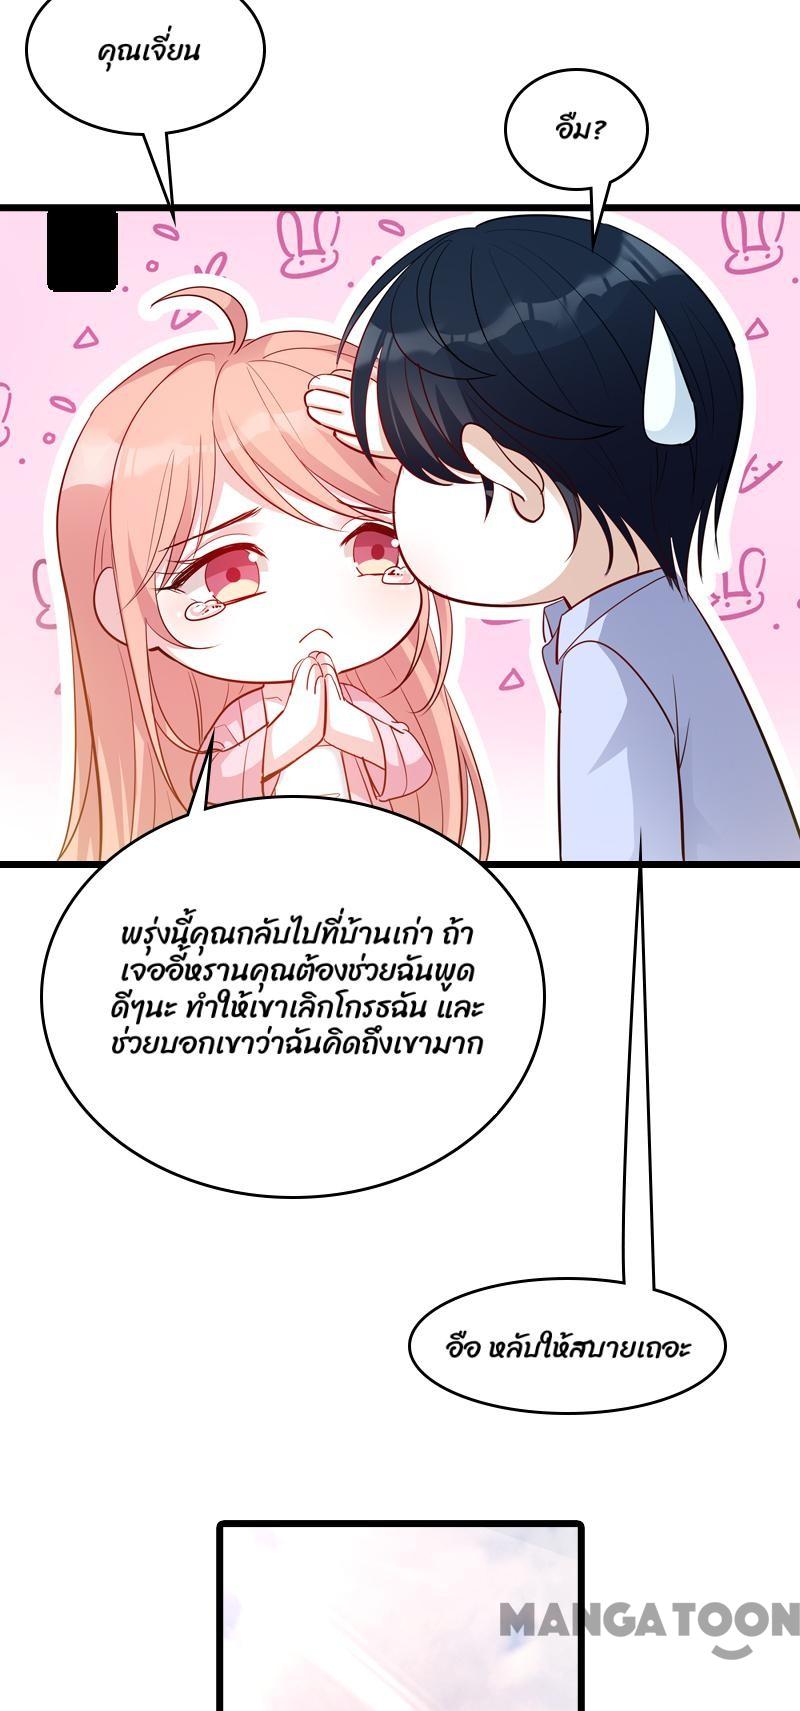 คุณเจี่ยน
อืม?
พรุ่งนี้คุณกลับไปที่บ้านเก่า ถ้า
เจออี้หรานคุณต้องช่วยฉันพูด
ดีๆนะ ทำให้เขาเลิกโกรธฉัน และ
ช่วยบอกเขาว่าฉันคิดถึงเขามาก
อือ หลับให้สบายเถอะ
MANGATOON